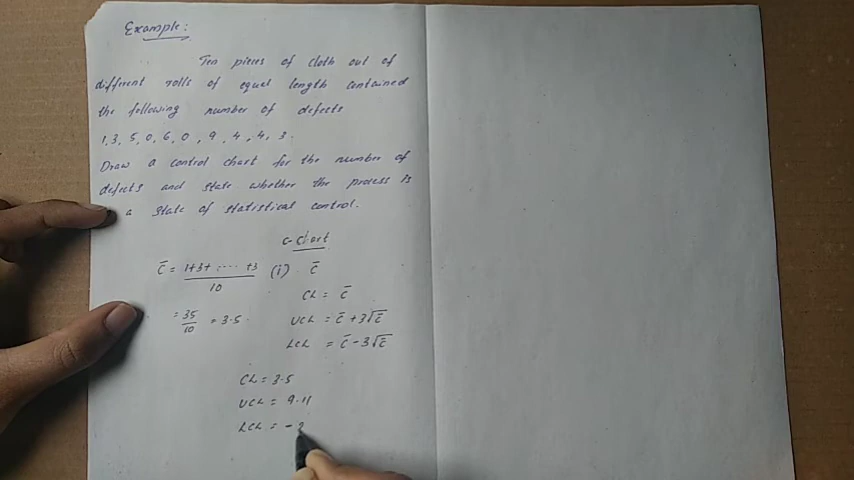 Example:
Ten pieces of cloth out of
different rolls of equal length contained
the following number of defects
1, 3, 5, 0, 6, 0, 9, 4, 4, 3.
Draw a control chart for the number of
defects and state whether the process is
a state of statistical control.
C-Chart
C̄ = 1+3+ ..... +3 / 10 (i) C̄
CL = C̄
= 35/10 = 3.5. UCL = C̄ + 3√C̄
LCL = C̄ - 3√C̄
CL = 3.5
UCL = 9.11
LCL = -